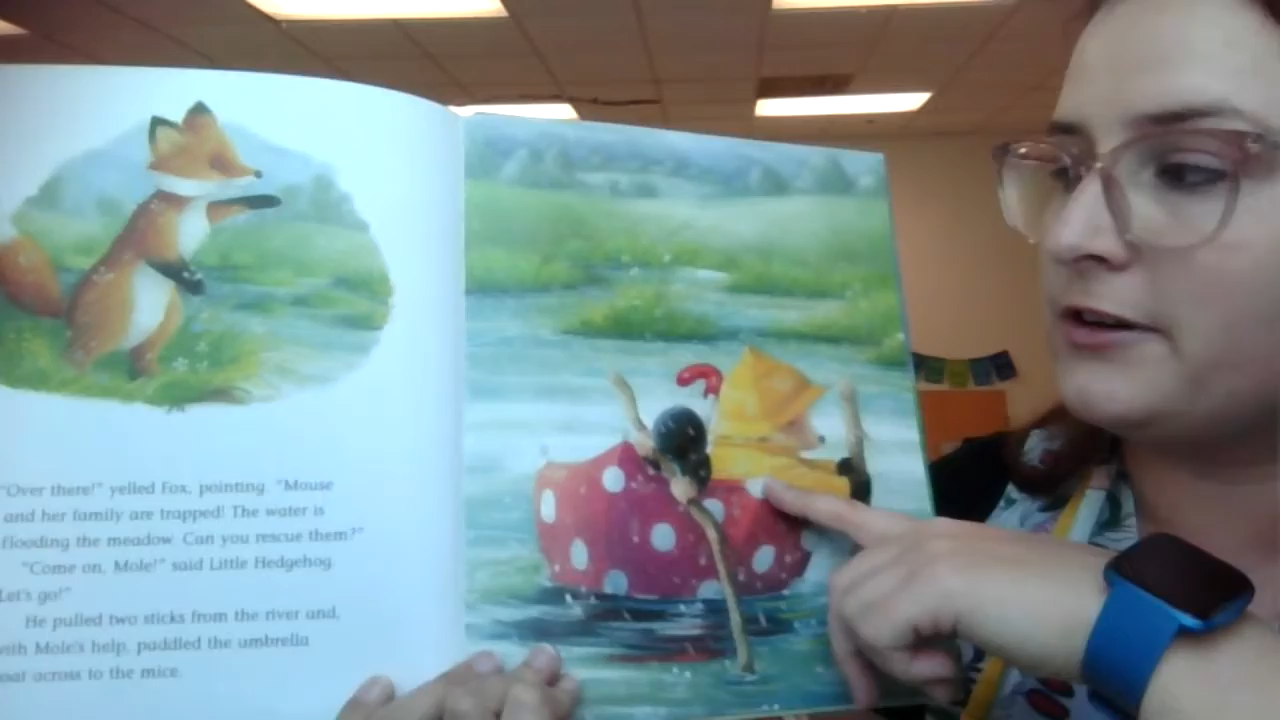 "Over there!" yelled Fox, pointing. "Mouse
and her family are trapped! The water is
flooding the meadow. Can you rescue them?"
"Come on, Mole!" said Little Hedgehog.
Let's go!"
He pulled two sticks from the river and,
with Mole's help, paddled the umbrella
oat across to the mice.